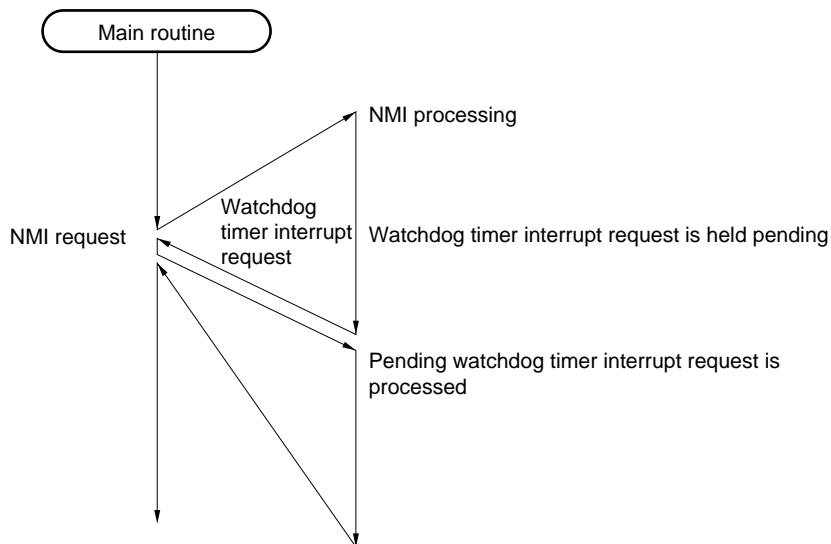 Main routine
NMI processing
Watchdog
timer interrupt
request
NMI request
Watchdog timer interrupt request is held pending
Pending watchdog timer interrupt request is
processed